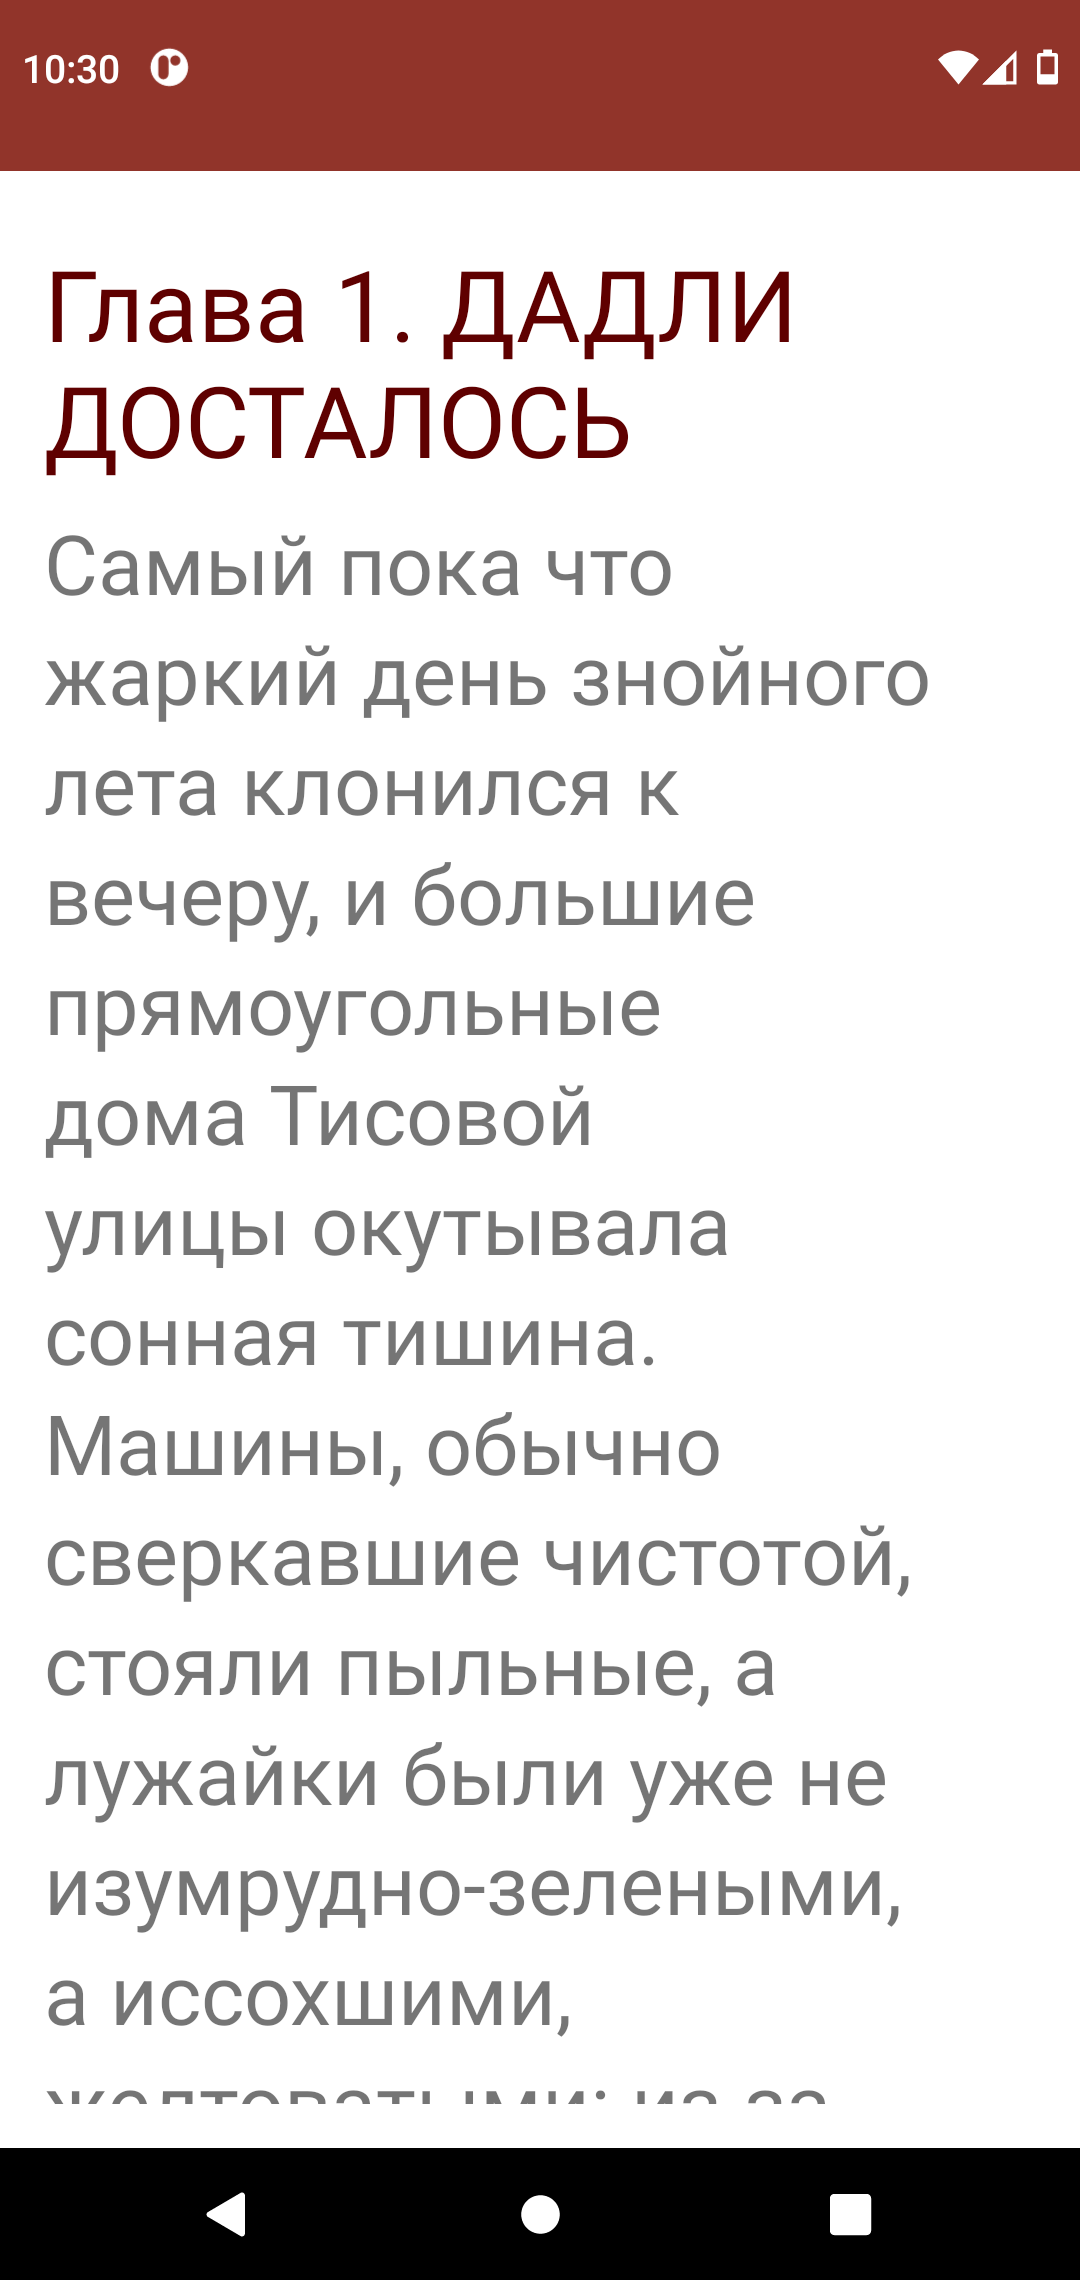 10:30
Глава 1. ДАДЛИ
ДОСТАЛОСЬ
Самый пока что
жаркий день знойного
лета клонился к
вечеру, и большие
прямоугольные
дома Тисовой
улицы окутывала
сонная тишина.
Машины, обычно
сверкавшие чистотой,
стояли пыльные, а
лужайки были уже не
изумрудно-зелеными,
а иссохшими,